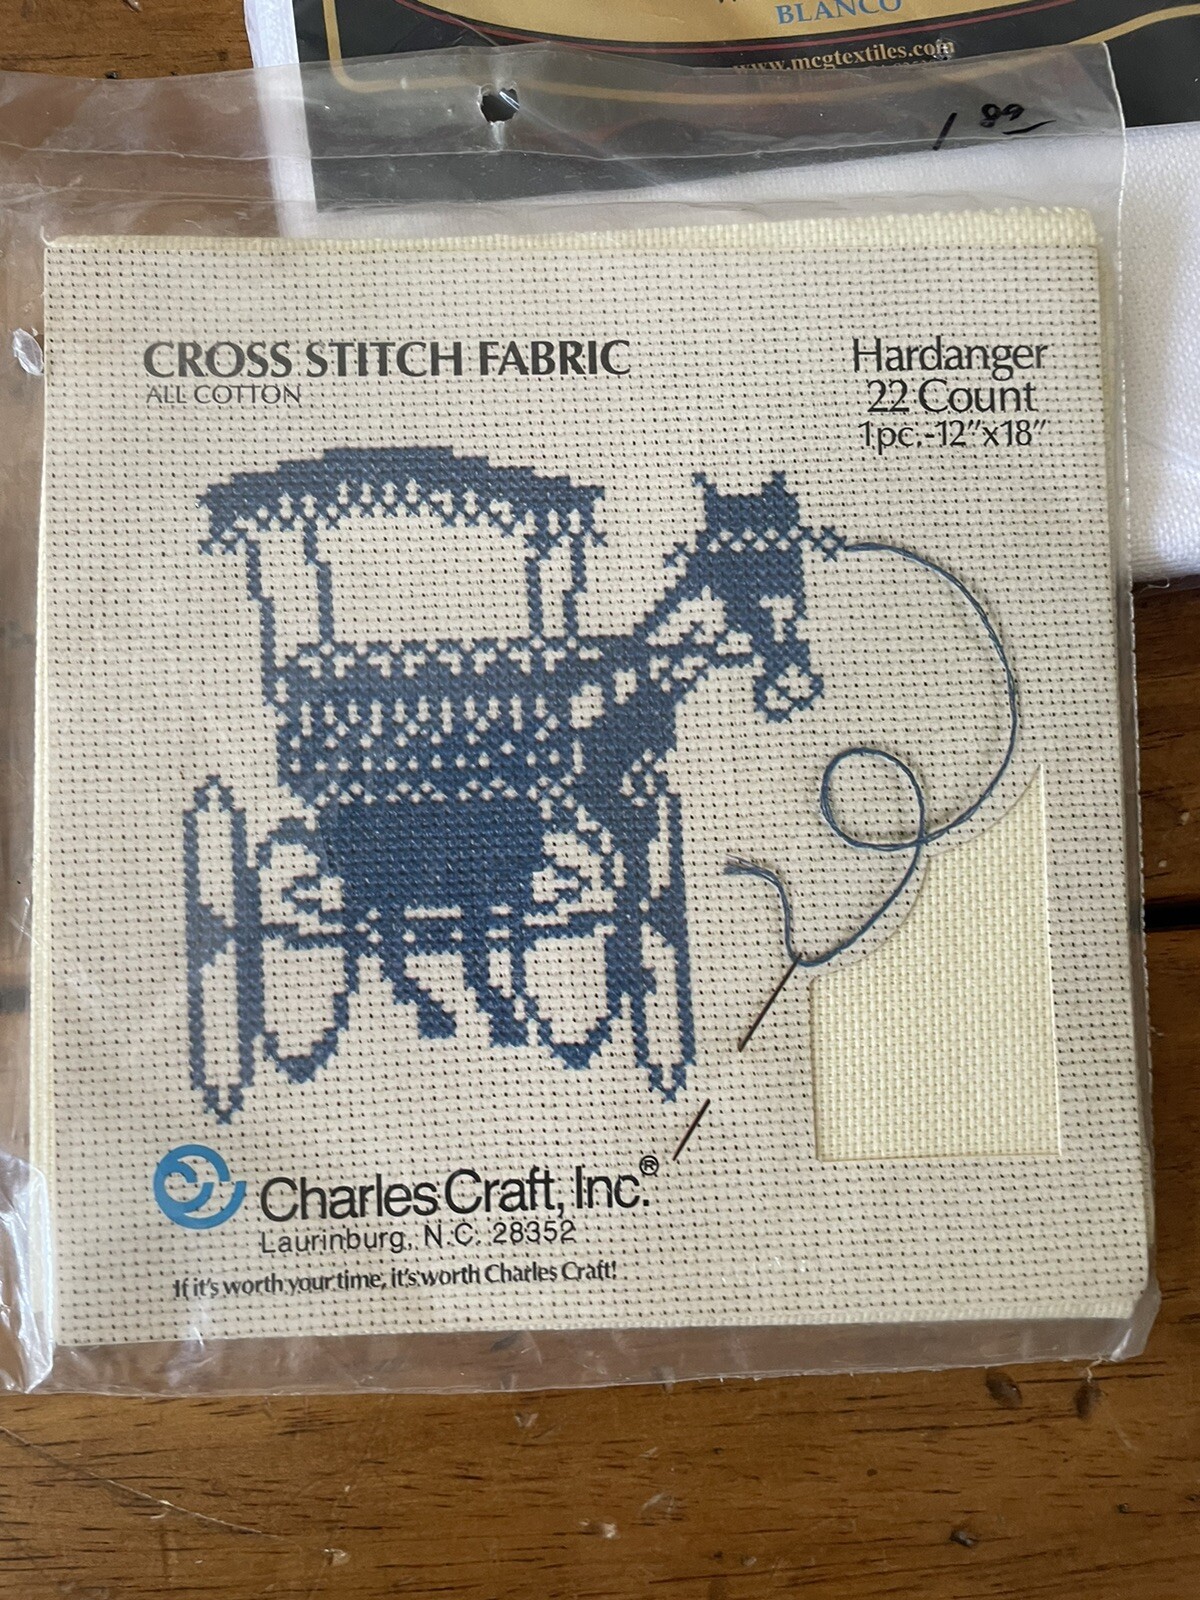 BLANCO
www.mcgtextiles.com
1 89
CROSS STITCH FABRIC
ALL COTTON
Hardanger
22 Count
1pc.-12”x18”
Charles Craft, Inc.®
Laurinburg, N.C. 28352
If it's worth your time, it's worth Charles Craft!